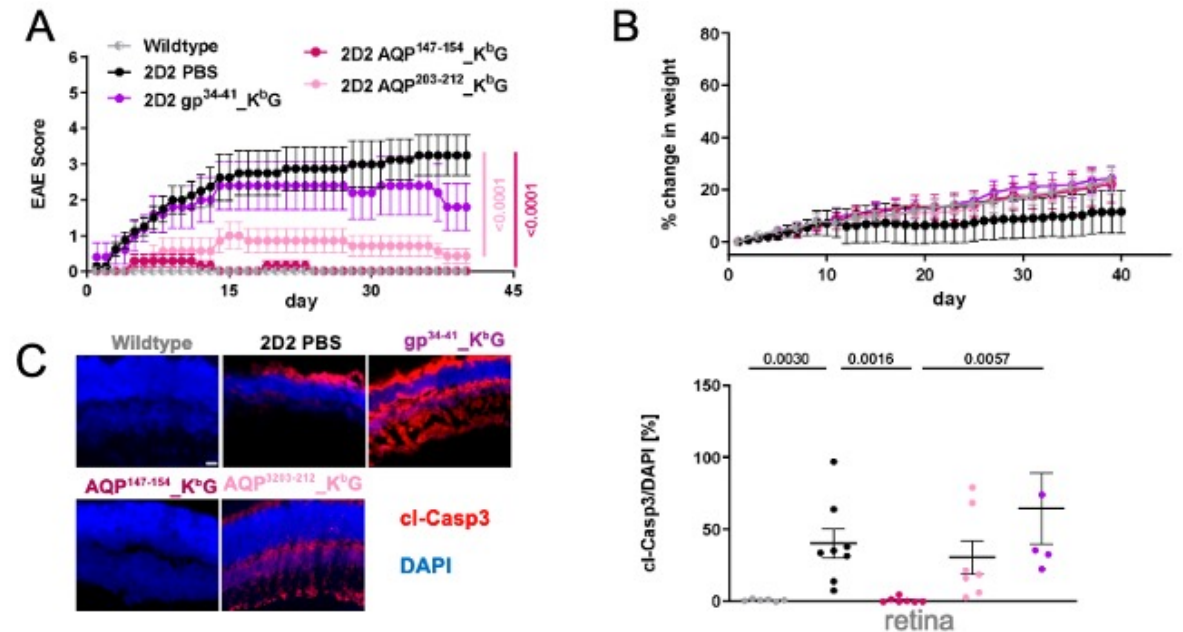 A
Wildtype
2D2 PBS
2D2 gp34-41_KbG
2D2 AQP147-154_KbG
2D2 AQP203-212_KbG
EAE Score
6
5
4
3
2
1
0
0 15 30 45
day
<0.0001
<0.0001
B
% change in weight
80
60
40
20
0
0 10 20 30 40
day
C
Wildtype 2D2 PBS gp34-41_KbG
AQP147-154_KbG AQP3203-212_KbG
cl-Casp3
DAPI
0.0030 0.0016 0.0057
cl-Casp3/DAPI [%]
150
100
50
0
retina